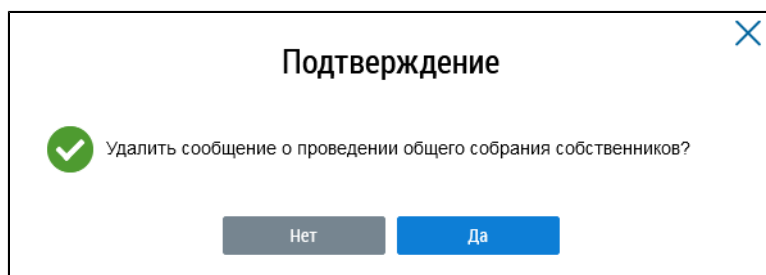 Подтверждение
Удалить сообщение о проведении общего собрания собственников?
Нет
Да